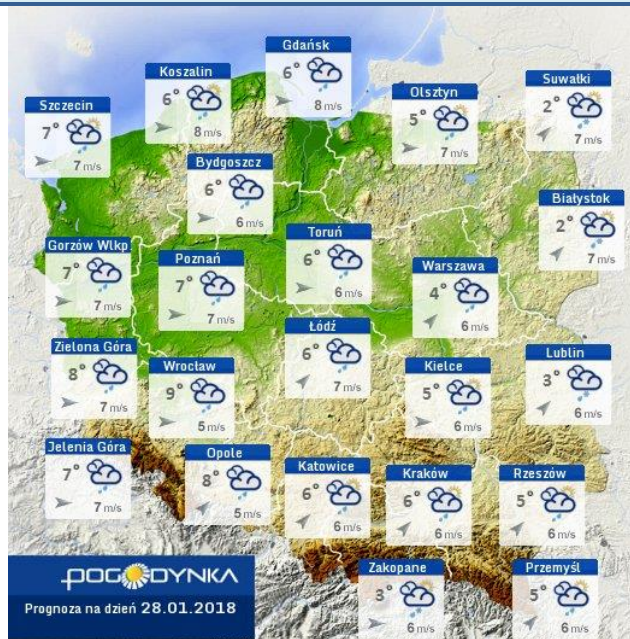 Gdańsk
6°
8 m/s
Koszalin
6°
8 m/s
Suwałki
2°
7 m/s
Olsztyn
5°
7 m/s
Szczecin
7°
7 m/s
Bydgoszcz
6°
6 m/s
Białystok
2°
7 m/s
Toruń
6°
6 m/s
Gorzów Wlkp
7°
7 m/s
Poznań
7°
7 m/s
Warszawa
4°
6 m/s
Łódź
6°
7 m/s
Zielona Góra
8°
7 m/s
Lublin
3°
6 m/s
Wrocław
9°
5 m/s
Kielce
5°
6 m/s
Jelenia Góra
7°
7 m/s
Opole
8°
5 m/s
Katowice
6°
6 m/s
Kraków
6°
6 m/s
Rzeszów
5°
6 m/s
Zakopane
3°
6 m/s
Przemyśl
5°
6 m/s
POGODYNKA
Prognoza na dzień 28.01.2018